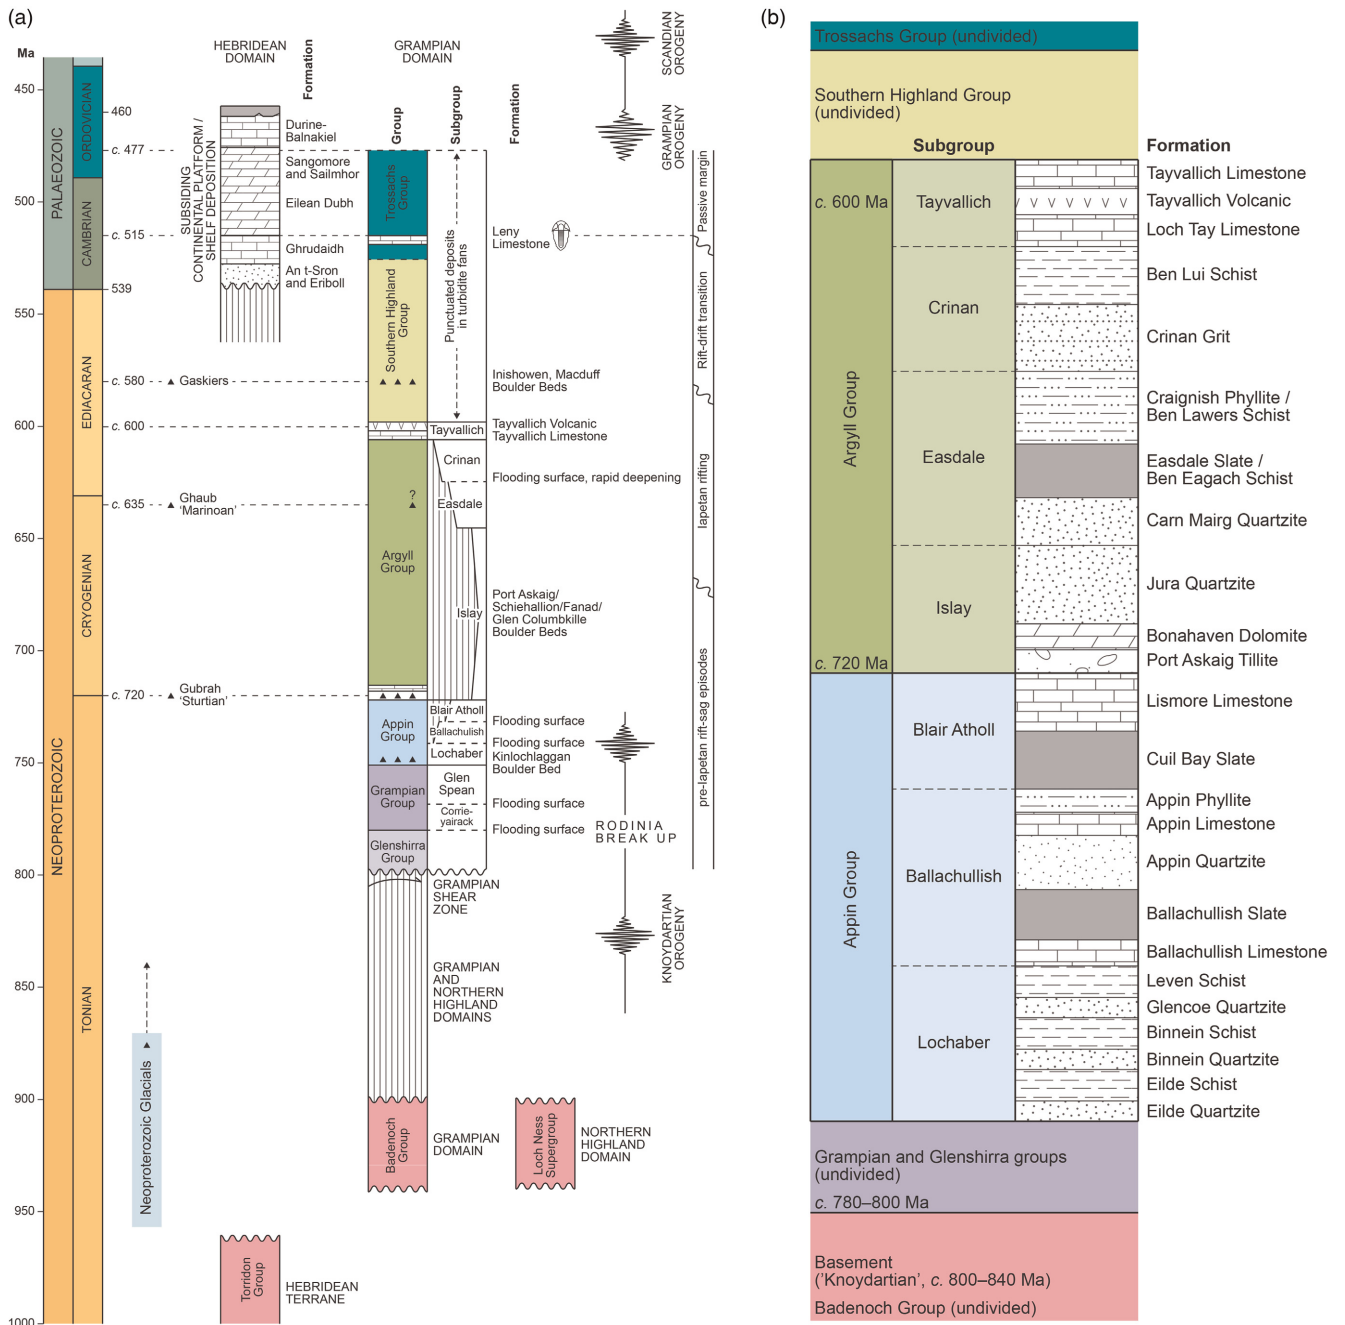 (a)
Ma
450
500
550
600
650
700
750
800
850
900
950
1000
PALAEOZOIC
NEOPROTEROZOIC
ORDOVICIAN
CAMBRIAN
EDIACARAN
CRYOGENIAN
TONIAN
460
c. 477
c. 515
539
c. 580
c. 600
c. 635
c. 720
Gaskiers
Ghaub
'Marinoan'
Gubrah
'Sturtian'
Neoproterozoic Glacials
HEBRIDEAN
DOMAIN
Formation
SUBSIDING
CONTINENTAL PLATFORM /
SHELF DEPOSITION
Durine-
Balnakiel
Sangomore
and Sailmhor
Eilean Dubh
Ghrudaidh
An t-Sron
and Eriboll
Torridon
Group
HEBRIDEAN
TERRANE
GRAMPIAN
DOMAIN
Group
Subgroup
Formation
Trossachs
Group
Southern Highland
Group
Argyll
Group
?
Appin
Group
Grampian
Group
Glenshirra
Group
Punctuated deposits
in turbidite fans
Tayvallich
Crinan
Easdale
Islay
Blair Atholl
Ballachulish
Lochaber
Glen
Spean
Corrie-
yairack
Leny
Limestone
Inishowen, Macduff
Boulder Beds
Tayvallich Volcanic
Tayvallich Limestone
Flooding surface, rapid deepening
Port Askaig/
Schiehallion/Fanad/
Glen Columbkille
Boulder Beds
Flooding surface
Flooding surface
Kinlochlaggan
Boulder Bed
Flooding surface
Flooding surface
GRAMPIAN
SHEAR
ZONE
GRAMPIAN
AND
NORTHERN
HIGHLAND
DOMAINS
Badenoch
Group
GRAMPIAN
DOMAIN
Loch Ness
Supergroup
NORTHERN
HIGHLAND
DOMAIN
SCANDIAN
OROGENY
GRAMPIAN
OROGENY
RODINIA
BREAK UP
KNOYDARTIAN
OROGENY
Passive margin
Rift-drift transition
Iapetan rifting
pre-Iapetan rift-sag episodes
(b)
Trossachs Group (undivided)
Southern Highland Group
(undivided)
Subgroup
Formation
c. 600 Ma
Argyll Group
c. 720 Ma
Appin Group
Tayvallich
Crinan
Easdale
Islay
Blair Atholl
Ballachullish
Lochaber
Tayvallich Limestone
Tayvallich Volcanic
Loch Tay Limestone
Ben Lui Schist
Crinan Grit
Craignish Phyllite /
Ben Lawers Schist
Easdale Slate /
Ben Eagach Schist
Carn Mairg Quartzite
Jura Quartzite
Bonahaven Dolomite
Port Askaig Tillite
Lismore Limestone
Cuil Bay Slate
Appin Phyllite
Appin Limestone
Appin Quartzite
Ballachullish Slate
Ballachullish Limestone
Leven Schist
Glencoe Quartzite
Binnein Schist
Binnein Quartzite
Eilde Schist
Eilde Quartzite
Grampian and Glenshirra groups
(undivided)
c. 780–800 Ma
Basement
('Knoydartian', c. 800–840 Ma)
Badenoch Group (undivided)